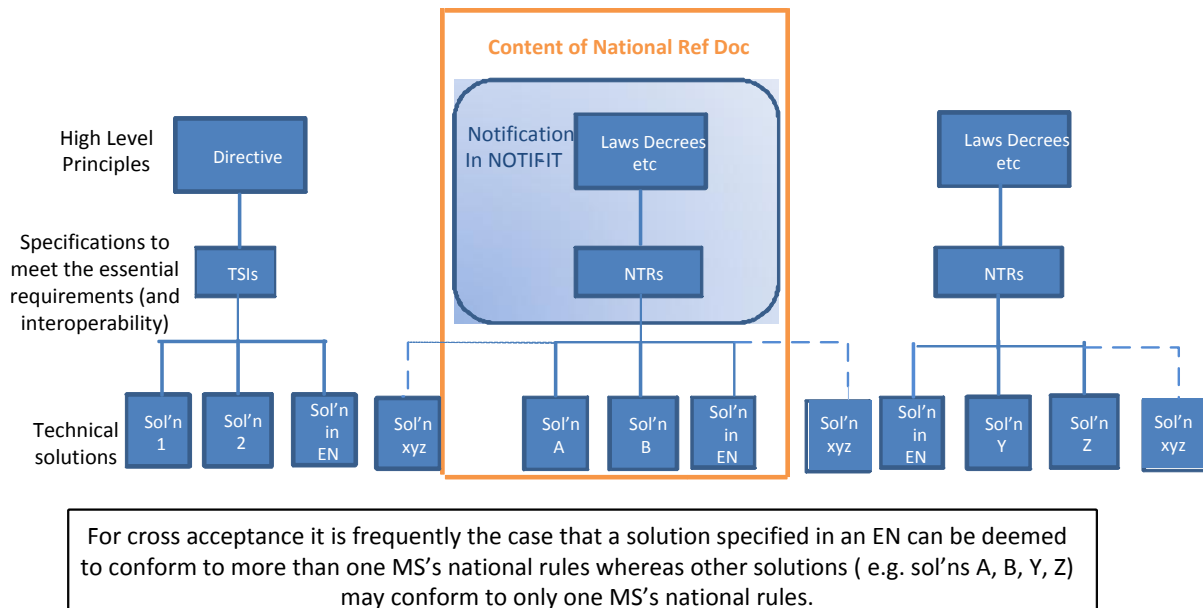 Content of National Ref Doc
High Level
Principles
Directive
Notification
In NOTIFIT
Laws Decrees
etc
Laws Decrees
etc
Specifications to
meet the essential
requirements (and
interoperability)
TSIs
NTRs
NTRs
Technical
solutions
Sol’n
1
Sol’n
2
Sol’n
in
EN
Sol’n
xyz
Sol’n
A
Sol’n
B
Sol’n
in
EN
Sol’n
xyz
Sol’n
in
EN
Sol’n
Y
Sol’n
Z
Sol’n
xyz
For cross acceptance it is frequently the case that a solution specified in an EN can be deemed
to conform to more than one MS’s national rules whereas other solutions ( e.g. sol’ns A, B, Y, Z)
may conform to only one MS’s national rules.